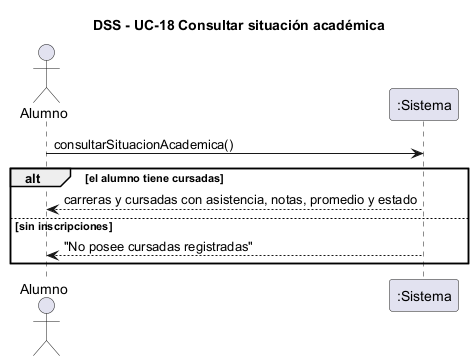 DSS - UC-18 Consultar situación académica
Alumno
:Sistema
consultarSituacionAcademica()
alt [el alumno tiene cursadas]
carreras y cursadas con asistencia, notas, promedio y estado
[sin inscripciones]
"No posee cursadas registradas"
Alumno
:Sistema